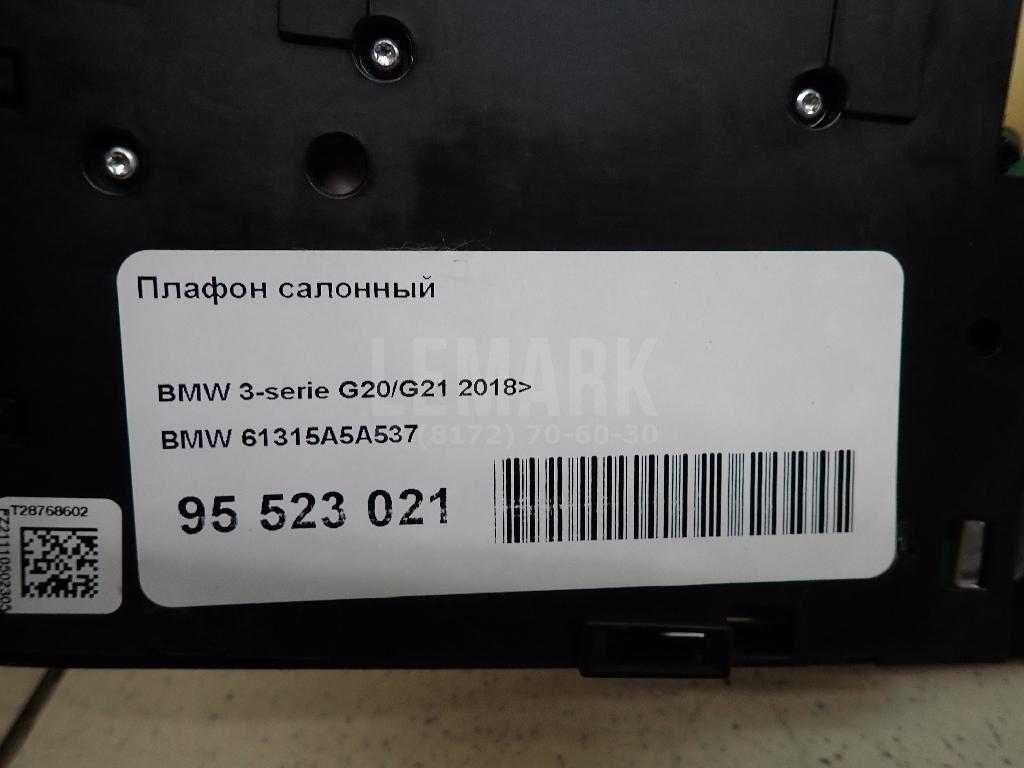 Плафон салонный
LEMARK
BMW 3-serie G20/G21 2018>
BMW 61315A5A537
(8172) 70-60-30
95 523 021
T28768602